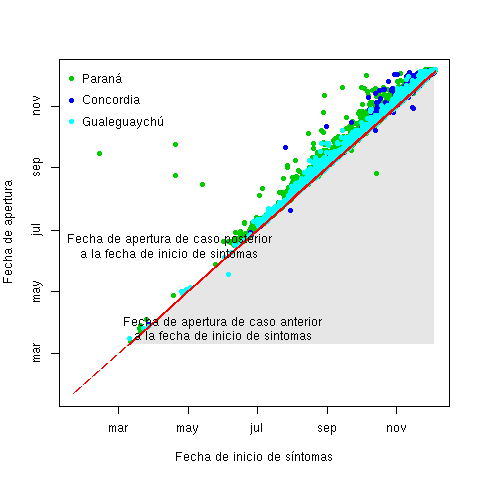 Paraná
Concordia
Gualeguaychú
Fecha de apertura de caso posterior
a la fecha de inicio de sintomas
Fecha de apertura de caso anterior
a la fecha de inicio de sintomas
Fecha de apertura
nov
sep
jul
may
mar
mar
may
jul
sep
nov
Fecha de inicio de síntomas